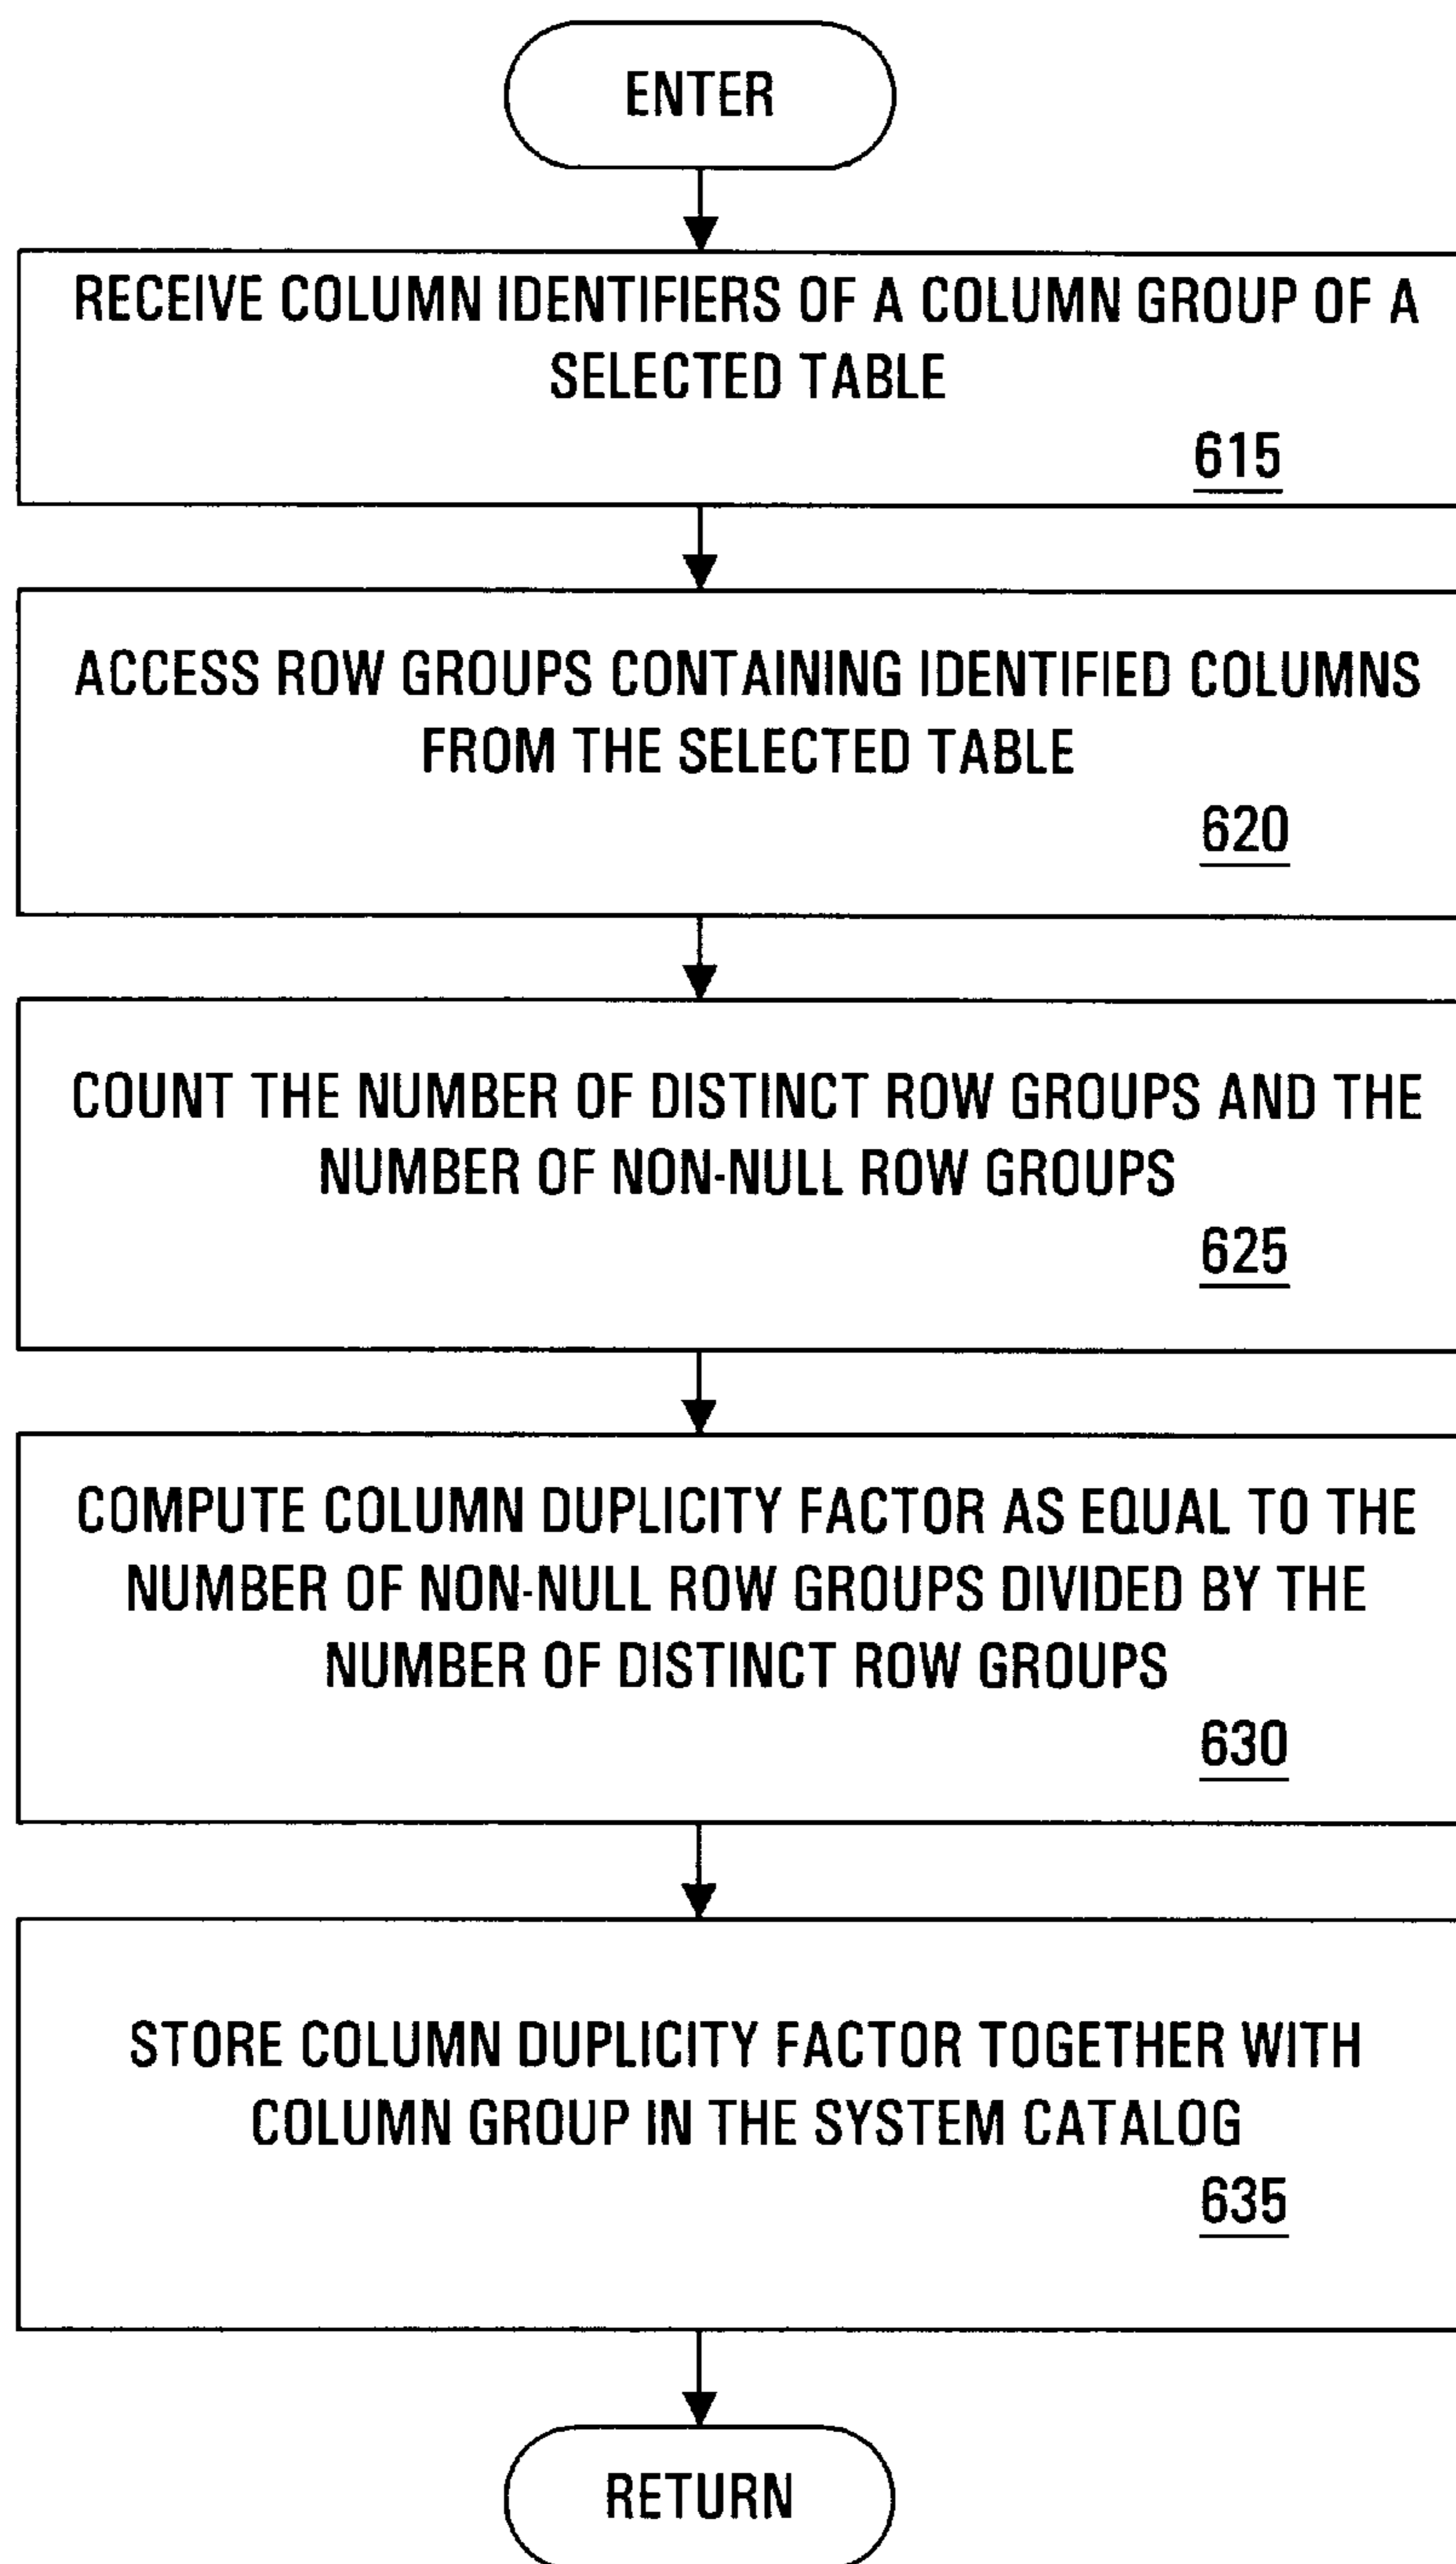 ENTER
RECEIVE COLUMN IDENTIFIERS OF A COLUMN GROUP OF A
SELECTED TABLE
615
ACCESS ROW GROUPS CONTAINING IDENTIFIED COLUMNS
FROM THE SELECTED TABLE
620
COUNT THE NUMBER OF DISTINCT ROW GROUPS AND THE
NUMBER OF NON-NULL ROW GROUPS
625
COMPUTE COLUMN DUPLICITY FACTOR AS EQUAL TO THE
NUMBER OF NON-NULL ROW GROUPS DIVIDED BY THE
NUMBER OF DISTINCT ROW GROUPS
630
STORE COLUMN DUPLICITY FACTOR TOGETHER WITH
COLUMN GROUP IN THE SYSTEM CATALOG
635
RETURN